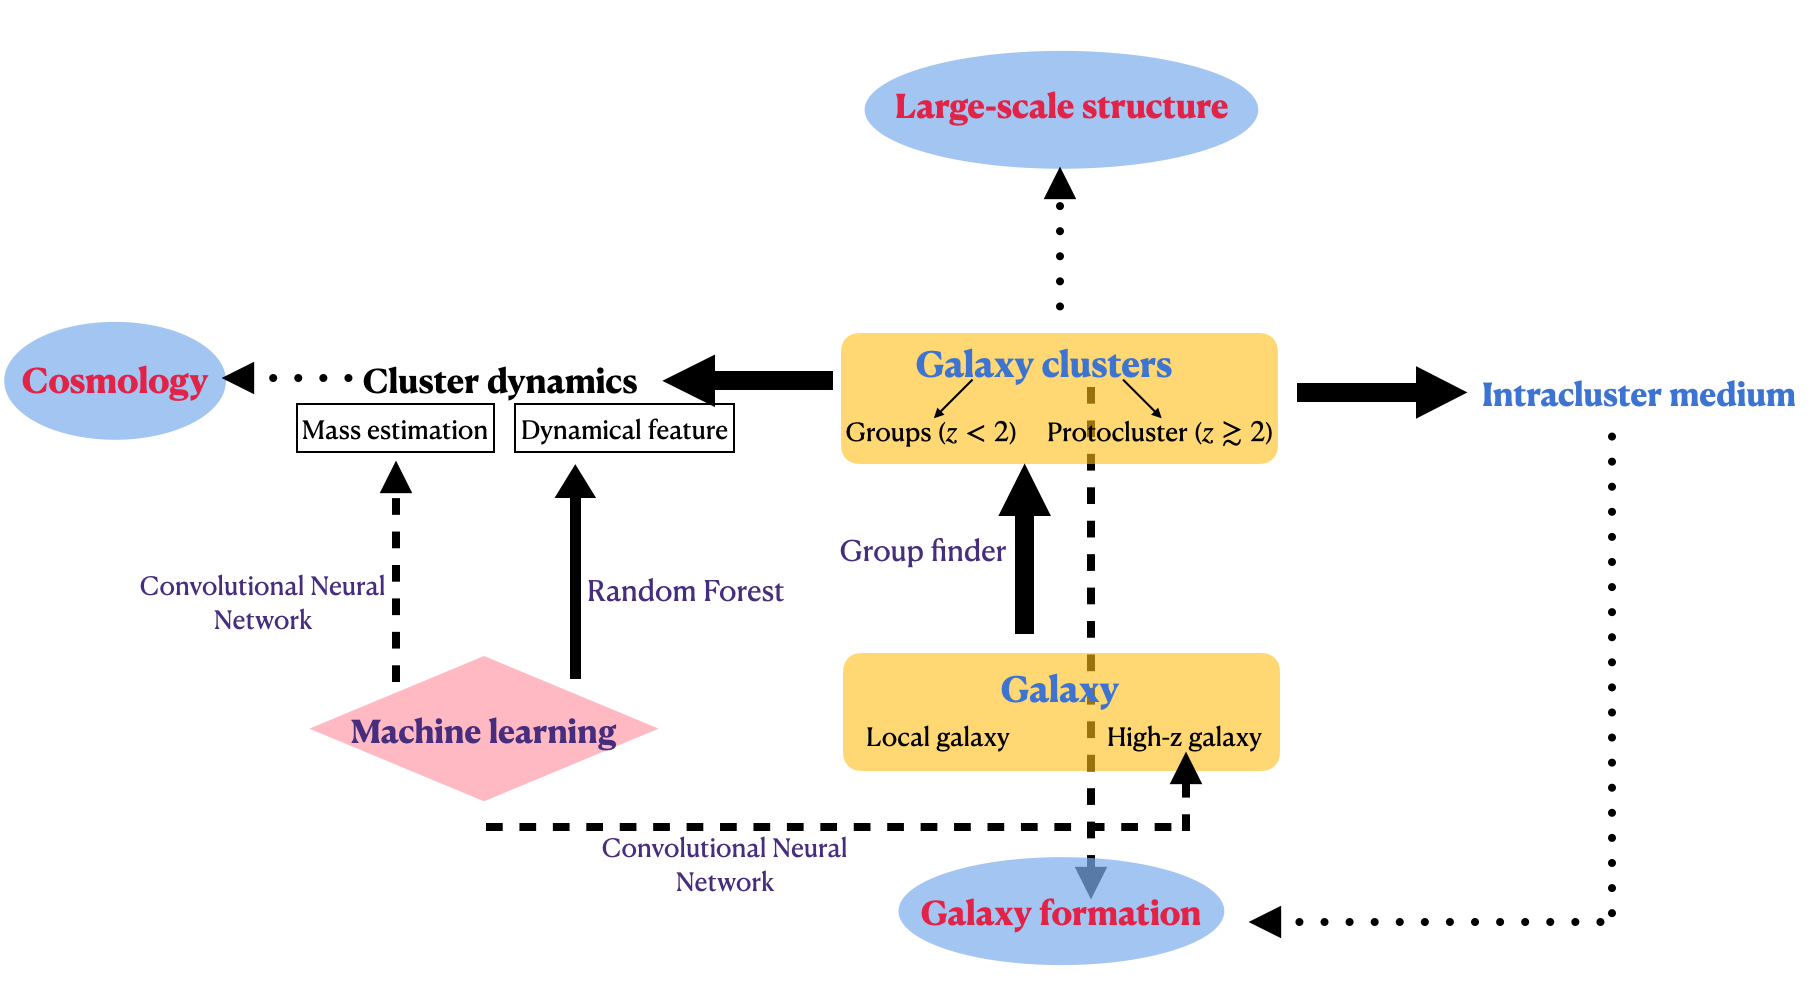 Large-scale structure
Galaxy clusters
Groups (z < 2)
Protocluster (z ≳ 2)
Cosmology
Cluster dynamics
Mass estimation
Dynamical feature
Intracluster medium
Group finder
Convolutional Neural
Network
Random Forest
Galaxy
Local galaxy
High-z galaxy
Machine learning
Convolutional Neural
Network
Galaxy formation